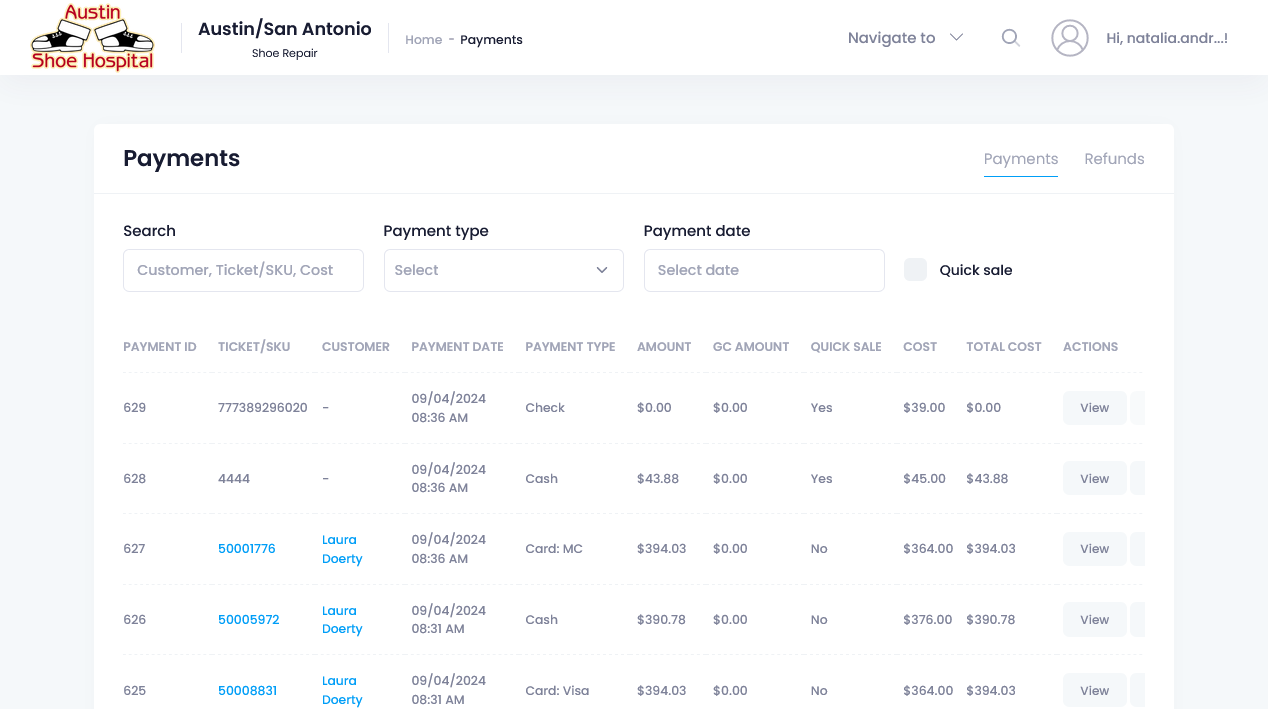 Austin
Shoe Hospital
Austin/San Antonio
Shoe Repair
Home - Payments
Navigate to
Hi, natalia.andr...!
Payments
Payments Refunds
Search Payment type Payment date
Customer, Ticket/SKU, Cost Select Select date Quick sale
PAYMENT ID TICKET/SKU CUSTOMER PAYMENT DATE PAYMENT TYPE AMOUNT GC AMOUNT QUICK SALE COST TOTAL COST ACTIONS
629 777389296020 - 09/04/2024 08:36 AM Check $0.00 $0.00 Yes $39.00 $0.00 View
628 4444 - 09/04/2024 08:36 AM Cash $43.88 $0.00 Yes $45.00 $43.88 View
627 50001776 Laura Doerty 09/04/2024 08:36 AM Card: MC $394.03 $0.00 No $364.00 $394.03 View
626 50005972 Laura Doerty 09/04/2024 08:31 AM Cash $390.78 $0.00 No $376.00 $390.78 View
625 50008831 Laura Doerty 09/04/2024 08:31 AM Card: Visa $394.03 $0.00 No $364.00 $394.03 View